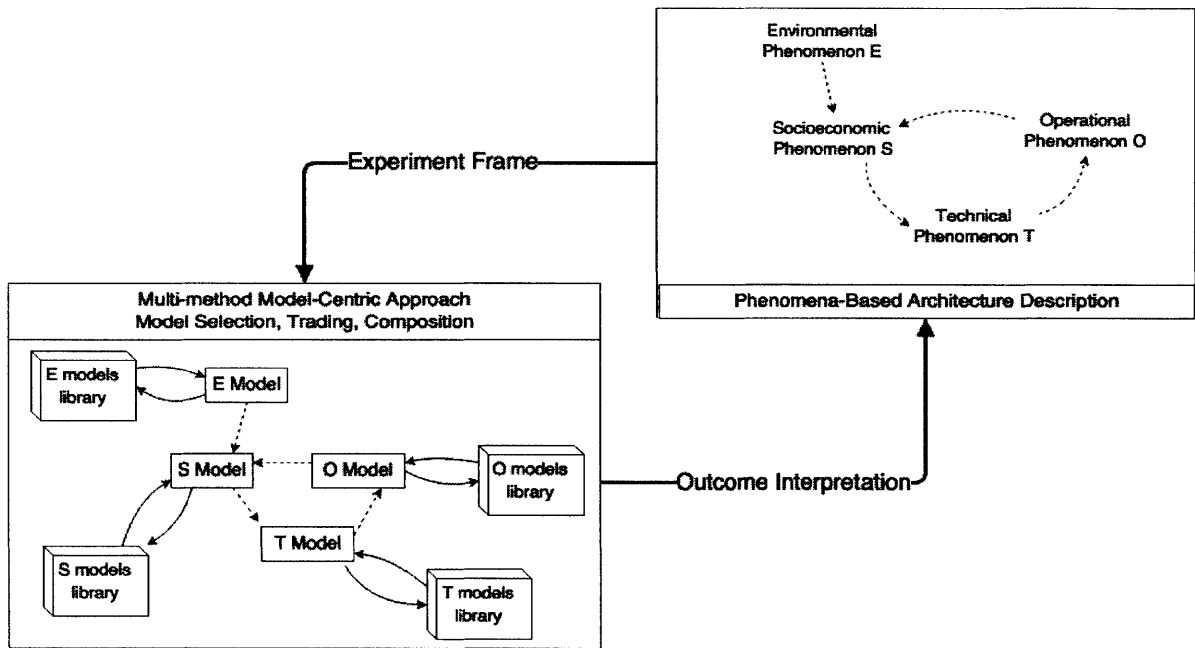 Environmental
Phenomenon E
Socioeconomic
Phenomenon S
Operational
Phenomenon O
Technical
Phenomenon T
Phenomena-Based Architecture Description
Experiment Frame
Multi-method Model-Centric Approach
Model Selection, Trading, Composition
E models
library
E Model
S Model
O Model
O models
library
T Model
S models
library
T models
library
Outcome Interpretation